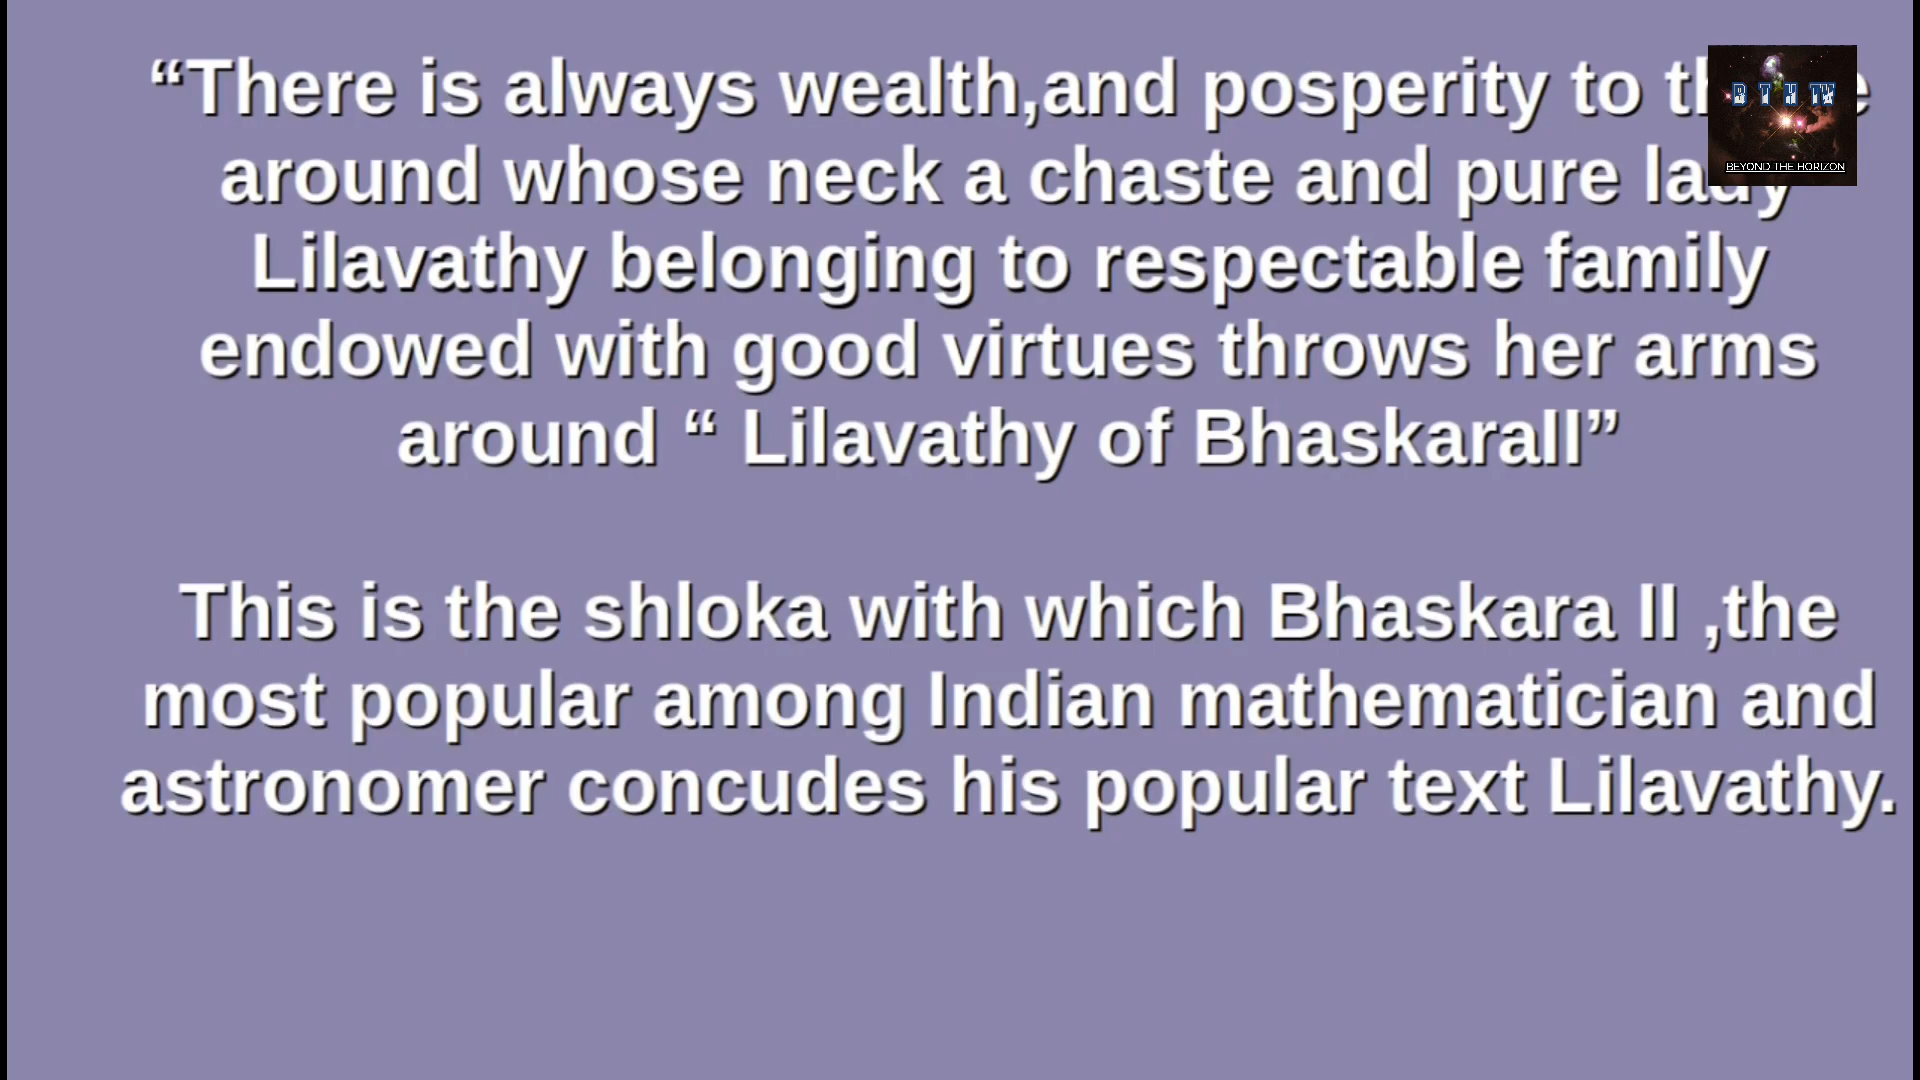 “There is always wealth,and posperity to
around whose neck a chaste and pure lady
Lilavathy belonging to respectable family
endowed with good virtues throws her arms
around “ Lilavathy of BhaskaraII”
This is the shloka with which Bhaskara II ,the
most popular among Indian mathematician and
astronomer concudes his popular text Lilavathy.
BEYOND THE HORIZON